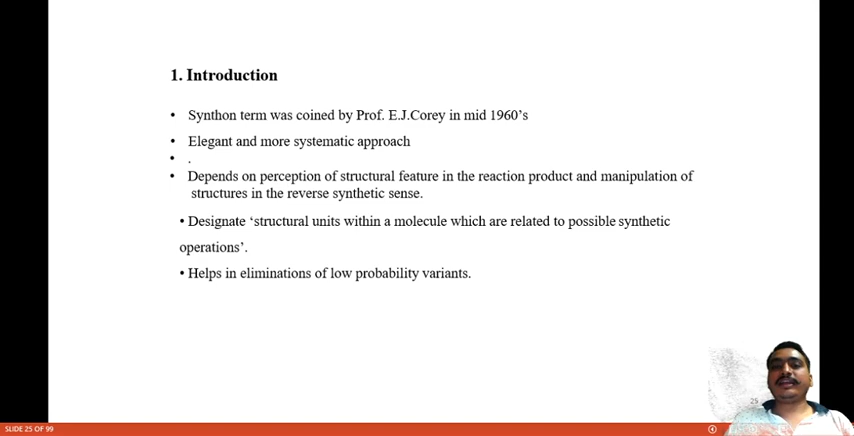 1. Introduction
• Synthon term was coined by Prof. E.J.Corey in mid 1960’s
• Elegant and more systematic approach
• .
• Depends on perception of structural feature in the reaction product and manipulation of
structures in the reverse synthetic sense.
• Designate ‘structural units within a molecule which are related to possible synthetic
operations’.
• Helps in eliminations of low probability variants.
25
SLIDE 25 OF 99